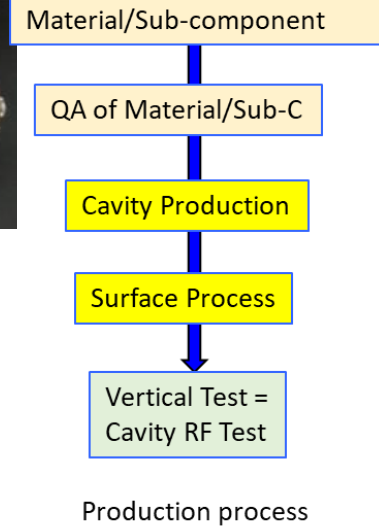 Material/Sub-component
QA of Material/Sub-C
Cavity Production
Surface Process
Vertical Test =
Cavity RF Test
Production process